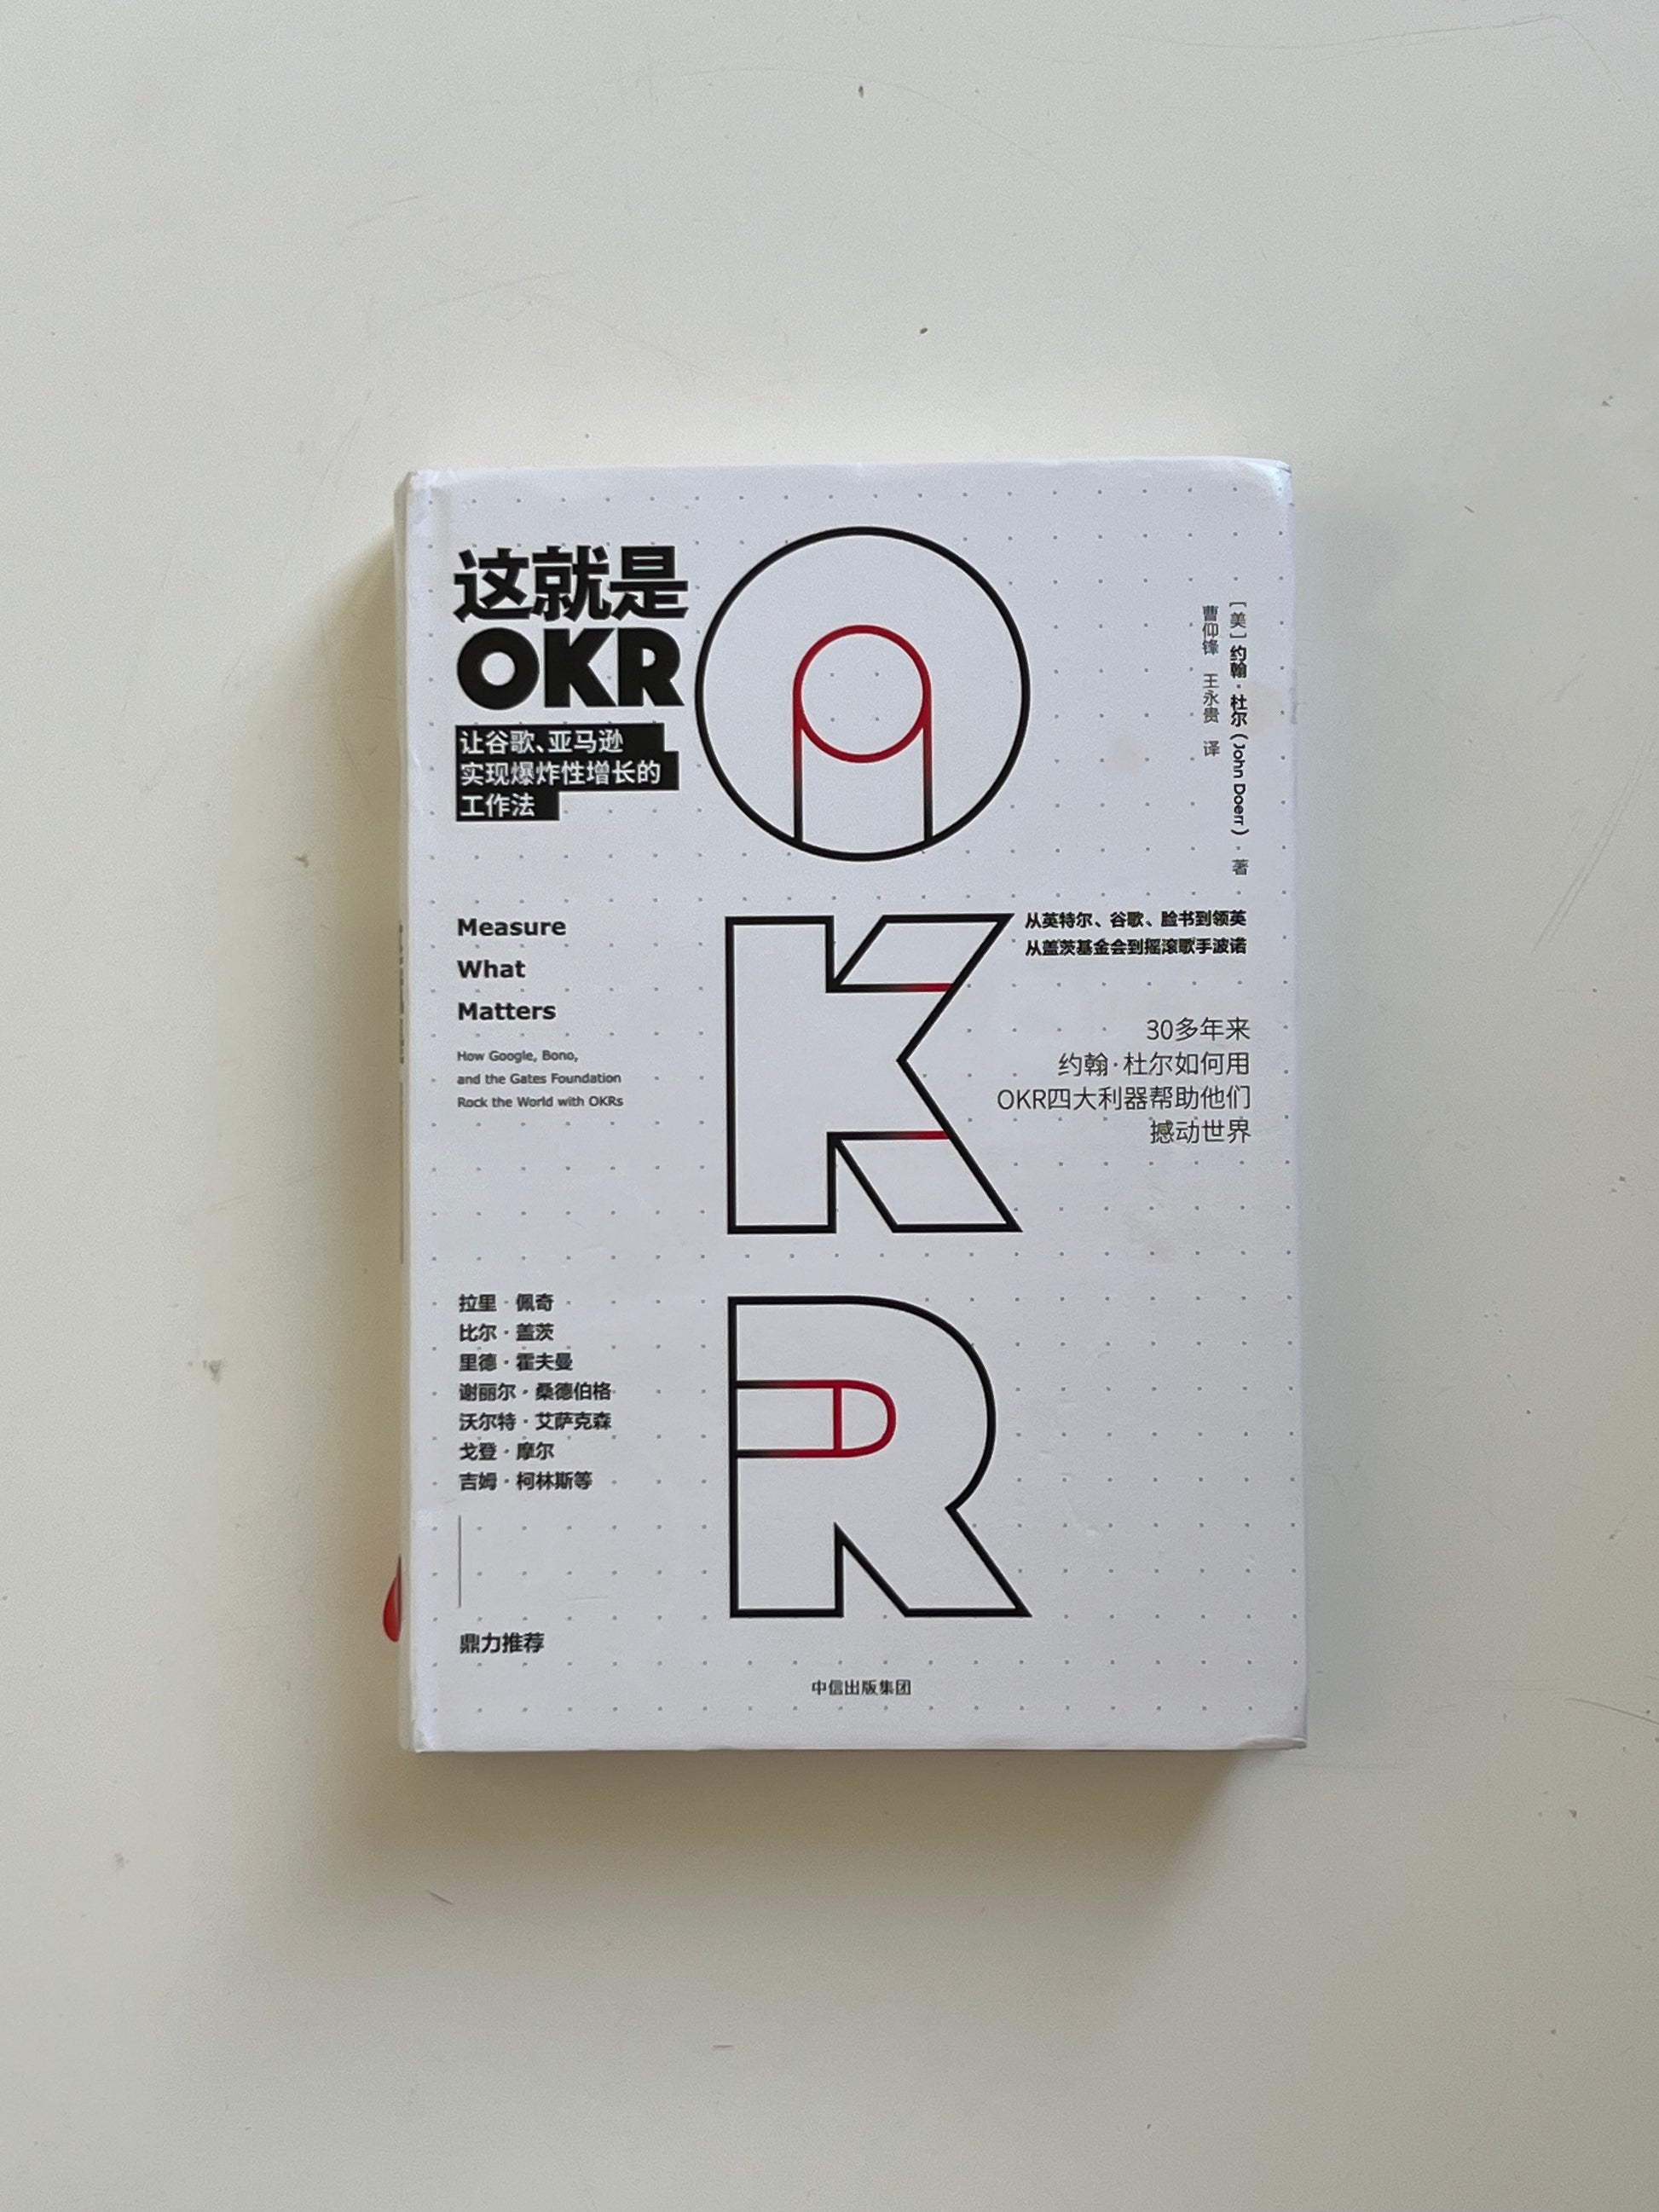 这就是
OKR
让谷歌、亚马逊
实现爆炸性增长的
工作法
[美] 约翰·杜尔 (John Doerr) 著
曹仰锋 王永贵 译
Measure
What
Matters
How Google, Bono,
and the Gates Foundation
Rock the World with OKRs
OKR
从英特尔、谷歌、脸书到领英
从盖茨基金会到摇滚歌手波诺
30多年来
约翰·杜尔如何用
OKR四大利器帮助他们
撼动世界
拉里·佩奇
比尔·盖茨
里德·霍夫曼
谢丽尔·桑德伯格
沃尔特·艾萨克森
戈登·摩尔
吉姆·柯林斯等
鼎力推荐
中信出版集团